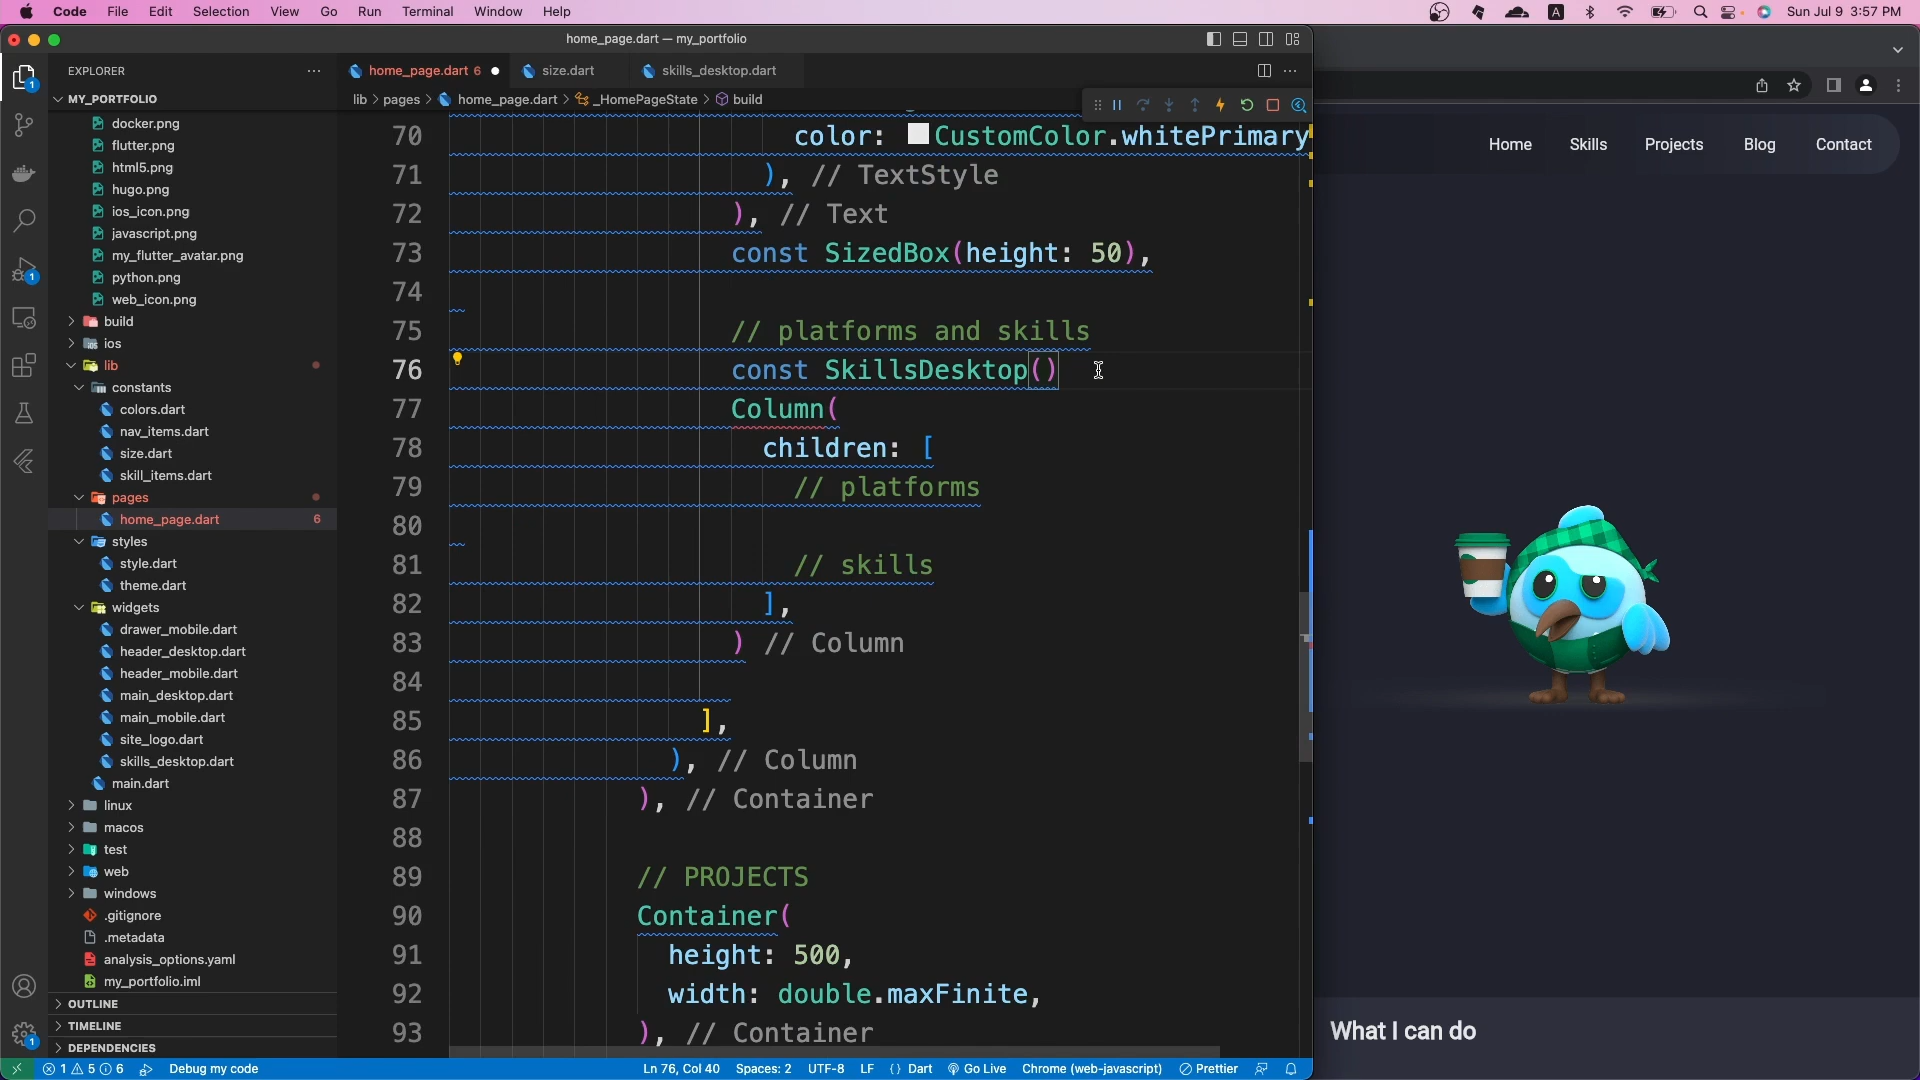 Code File Edit Selection View Go Run Terminal Window Help
A
Sun Jul 9 3:57 PM
home_page.dart — my_portfolio
EXPLORER
MY_PORTFOLIO
docker.png
flutter.png
html5.png
hugo.png
ios_icon.png
javascript.png
my_flutter_avatar.png
python.png
web_icon.png
build
ios
lib
constants
colors.dart
nav_items.dart
size.dart
skill_items.dart
pages
home_page.dart 6
styles
style.dart
theme.dart
widgets
drawer_mobile.dart
header_desktop.dart
header_mobile.dart
main_desktop.dart
main_mobile.dart
site_logo.dart
skills_desktop.dart
main.dart
linux
macos
test
web
windows
.gitignore
.metadata
analysis_options.yaml
my_portfolio.iml
OUTLINE
TIMELINE
DEPENDENCIES
1
1
1
home_page.dart 6 size.dart skills_desktop.dart
lib > pages > home_page.dart > _HomePageState > build
70 color: CustomColor.whitePrimary
71 ), // TextStyle
72 ), // Text
73 const SizedBox(height: 50),
74
75 // platforms and skills
76 const SkillsDesktop()
77 Column(
78 children: [
79 // platforms
80
81 // skills
82 ],
83 ) // Column
84
85 ],
86 ), // Column
87 ), // Container
88
89 // PROJECTS
90 Container(
91 height: 500,
92 width: double.maxFinite,
93 ), // Container
1 5 6 Debug my code Ln 76, Col 40 Spaces: 2 UTF-8 LF {} Dart Go Live Chrome (web-javascript) Prettier
Home Skills Projects Blog Contact
What I can do